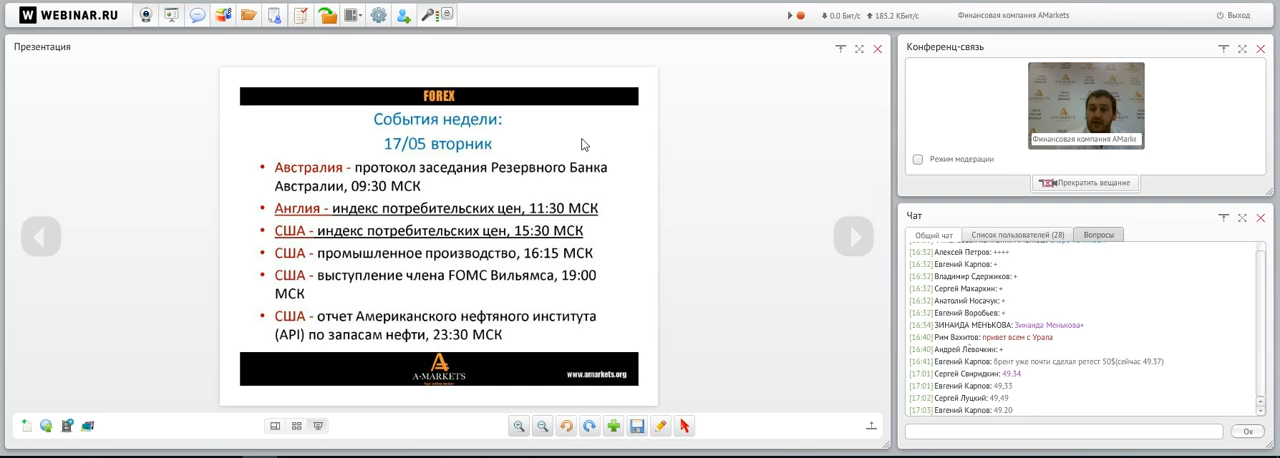 W WEBINAR.RU
0.0 Бит/с 185.2 КБит/с
Финансовая компания AMarkets
Выход
Презентация
FOREX
События недели:
17/05 вторник
• Австралия - протокол заседания Резервного Банка
Австралии, 09:30 МСК
• Англия - индекс потребительских цен, 11:30 МСК
• США - индекс потребительских цен, 15:30 МСК
• США - промышленное производство, 16:15 МСК
• США - выступление члена FOMC Вильямса, 19:00
МСК
• США - отчет Американского нефтяного института
(API) по запасам нефти, 23:30 МСК
A-MARKETS
www.amarkets.org
Конференц-связь
Финансовая компания AMarke
Режим модерации
Прекратить вещание
Чат
Общий чат
Список пользователей (28)
Вопросы
[16:32] Алексей Петров: ++++
[16:32] Евгений Карпов: +
[16:32] Владимир Сдержиков: +
[16:32] Сергей Макархин: +
[16:32] Анатолий Носачук: +
[16:32] Евгений Воробьев: +
[16:34] ЗИНАИДА МЕНЬКОВА: Зинаида Менькова+
[16:40] Рим Вахитов: привет всем с Урала
[16:40] Андрей Лёвочкин: +
[16:41] Евгений Карпов: брент уже почти сделал ретест 50$(сейчас 49.37)
[17:01] Сергей Свиридкин: 49.34
[17:01] Евгений Карпов: 49,33
[17:02] Сергей Луцкий: 49,49
[17:03] Евгений Карпов: 49.20
Ок